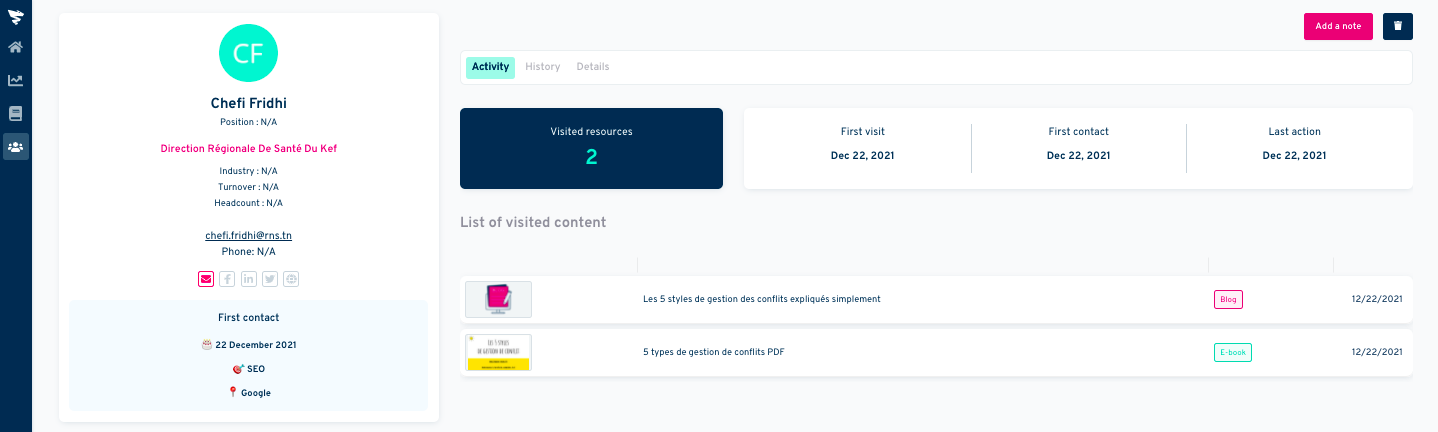 CF
Chefi Fridhi
Position : N/A
Direction Régionale De Santé Du Kef
Industry : N/A
Turnover : N/A
Headcount : N/A
chefi.fridhi@rns.tn
Phone: N/A
First contact
22 December 2021
SEO
Google
Add a note
Activity History Details
Visited resources
2
First visit
Dec 22, 2021
First contact
Dec 22, 2021
Last action
Dec 22, 2021
List of visited content
Les 5 styles de gestion des conflits expliqués simplement Blog 12/22/2021
LES 5 STYLES
DE GESTION DE CONFLIT
5 types de gestion de conflits PDF E-book 12/22/2021